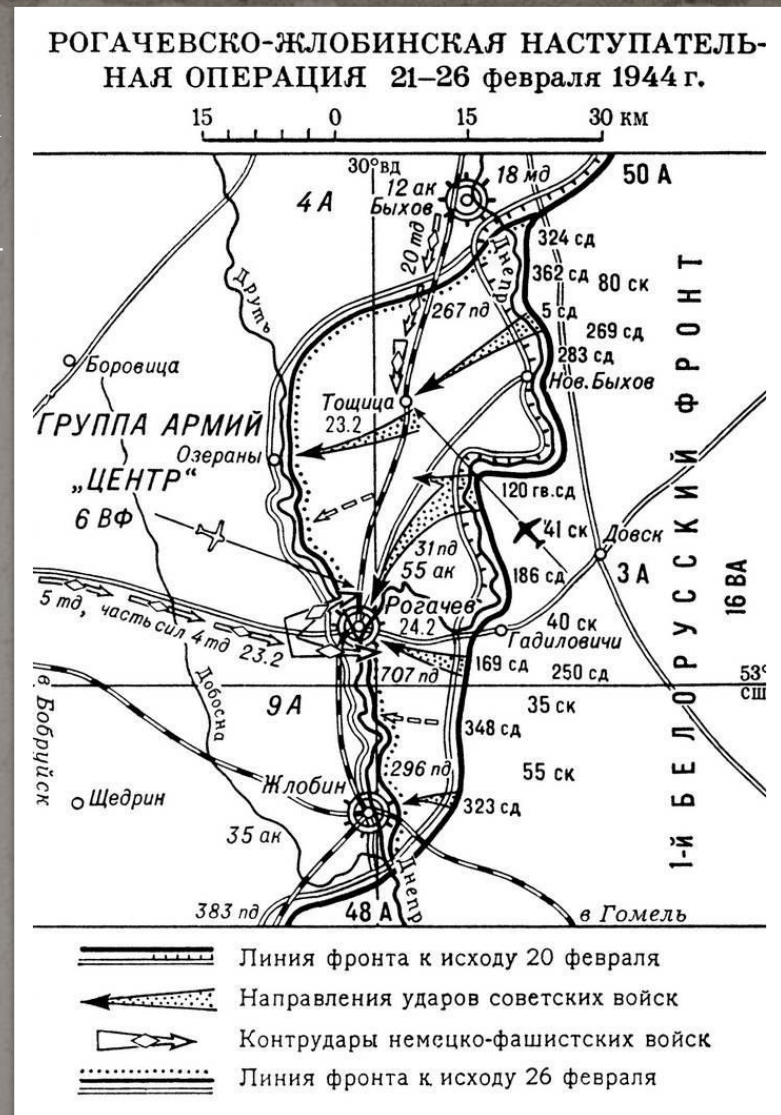 РОГАЧЕВСКО-ЖЛОБИНСКАЯ НАСТУПАТЕЛЬ-
НАЯ ОПЕРАЦИЯ 21–26 февраля 1944 г.
15 0 15 30 км
30°вд
18 мд
50 А
4 А
12 ак
Быхов
20 тд
Днепр
324 сд
362 сд
80 ск
Друть
267 пд
5 сд
269 сд
283 сд
Боровица
Нов. Быхов
Тощица
23.2
ГРУППА АРМИЙ
„ЦЕНТР“
Озераны
6 ВФ
120 гв.сд
41 ск
Довск
31 пд
55 ак
186 сд
3 А
16 ВА
1-й БЕЛОРУССКИЙ ФРОНТ
5 тд, часть сил 4 тд 23.2
Рогачев
24.2
40 ск
Гадиловичи
169 сд
250 сд
53°
сш
707 пд
Добосна
9 А
35 ск
348 сд
в Бобруйск
296 пд
55 ск
Жлобин
Щедрин
323 сд
35 ак
Днепр
383 пд
48 А
в Гомель
Линия фронта к исходу 20 февраля
Направления ударов советских войск
Контрудары немецко-фашистских войск
Линия фронта к исходу 26 февраля